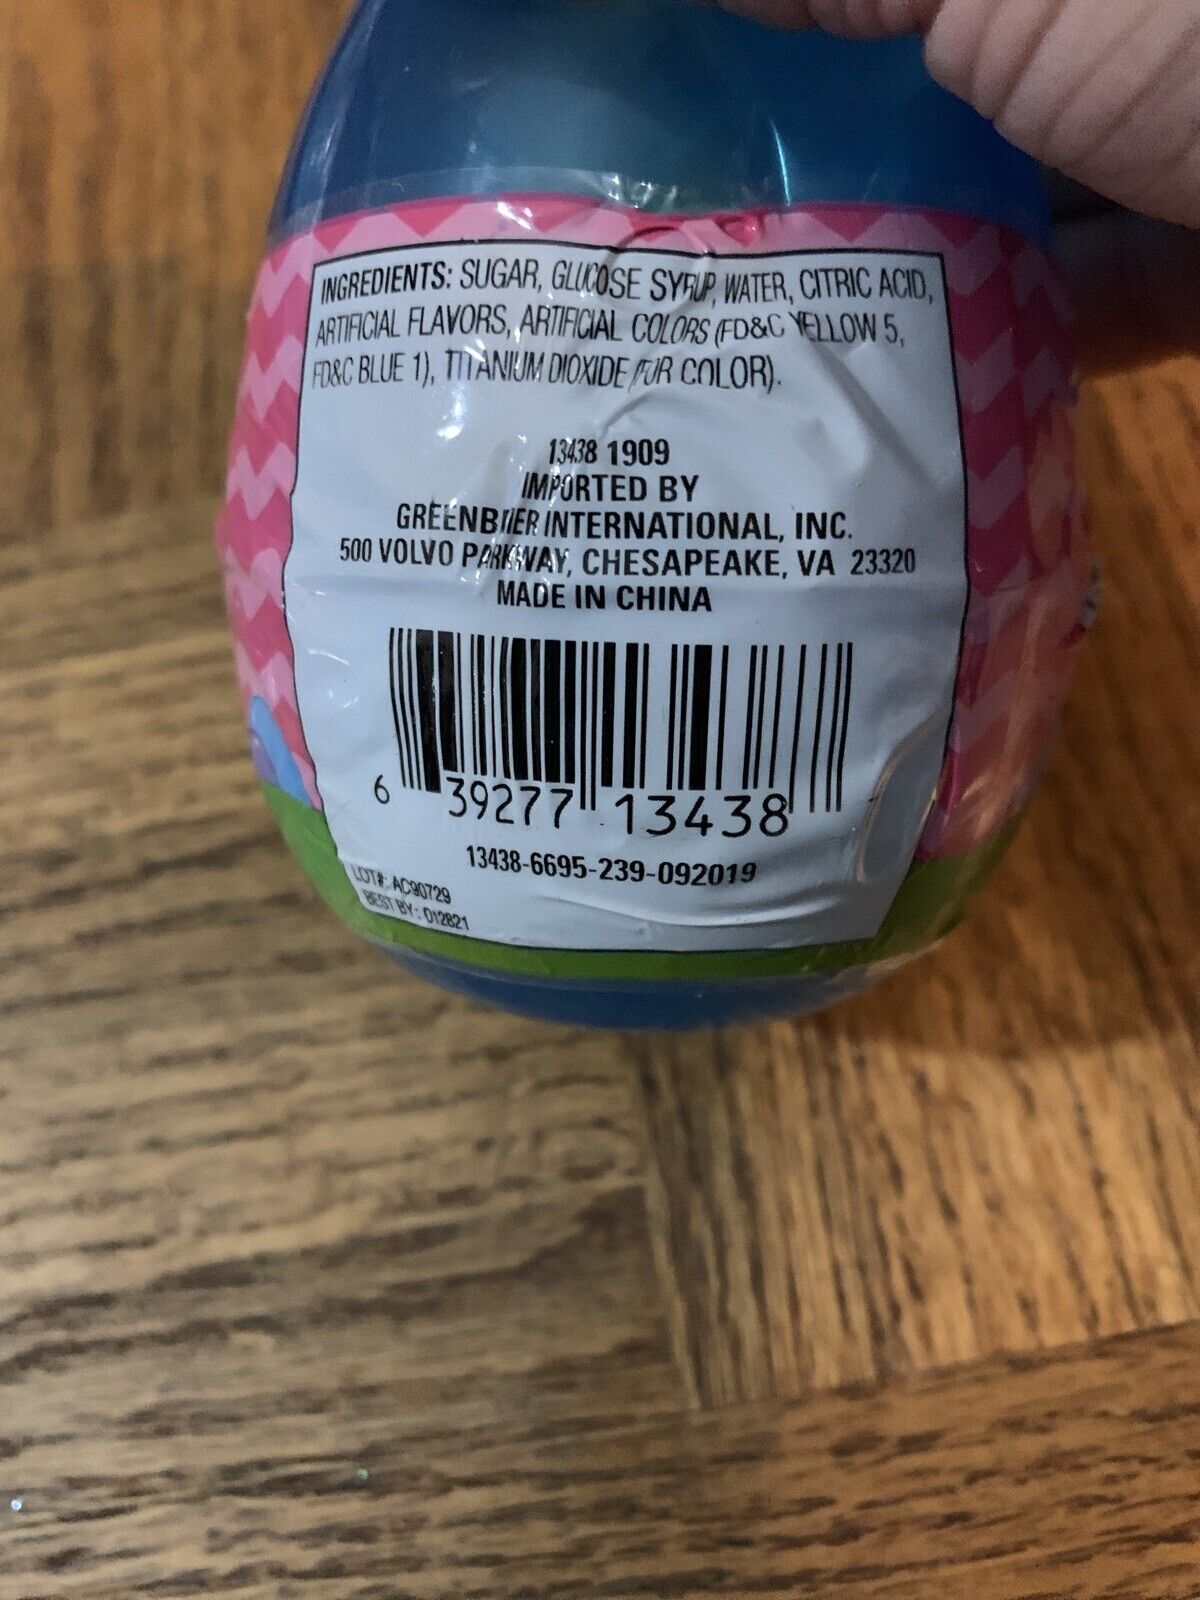 INGREDIENTS: SUGAR, GLUCOSE SYRUP, WATER, CITRIC ACID,
ARTIFICIAL FLAVORS, ARTIFICIAL COLORS (FD&C YELLOW 5,
FD&C BLUE 1), TITANIUM DIOXIDE (FOR COLOR).
13438 1909
IMPORTED BY
GREENBRIER INTERNATIONAL, INC.
500 VOLVO PARKWAY, CHESAPEAKE, VA 23320
MADE IN CHINA
6 39277 13438
13438-6695-239-092019
LOT#: AC90729
BEST BY: 012821